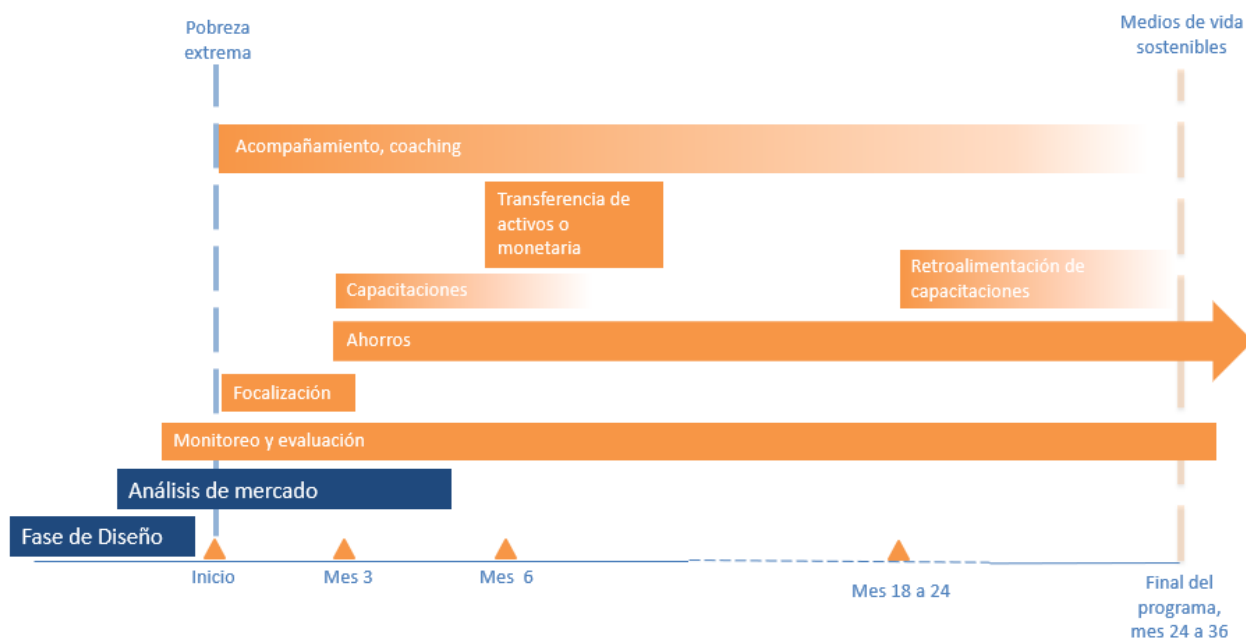 Pobreza
extrema
Medios de vida
sostenibles
Acompañamiento, coaching
Transferencia de
activos o
monetaria
Retroalimentación de
capacitaciones
Capacitaciones
Ahorros
Focalización
Monitoreo y evaluación
Análisis de mercado
Fase de Diseño
Inicio
Mes 3
Mes 6
Mes 18 a 24
Final del
programa,
mes 24 a 36